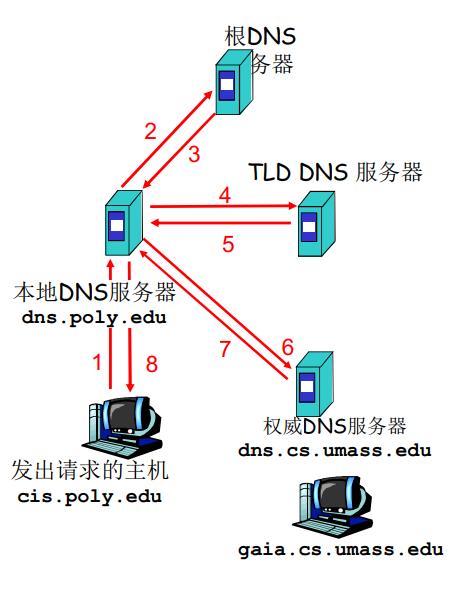 根DNS
务器
2
3
TLD DNS 服务器
4
5
本地DNS服务器
dns.poly.edu
1
8
7
6
权威DNS服务器
dns.cs.umass.edu
发出请求的主机
cis.poly.edu
gaia.cs.umass.edu